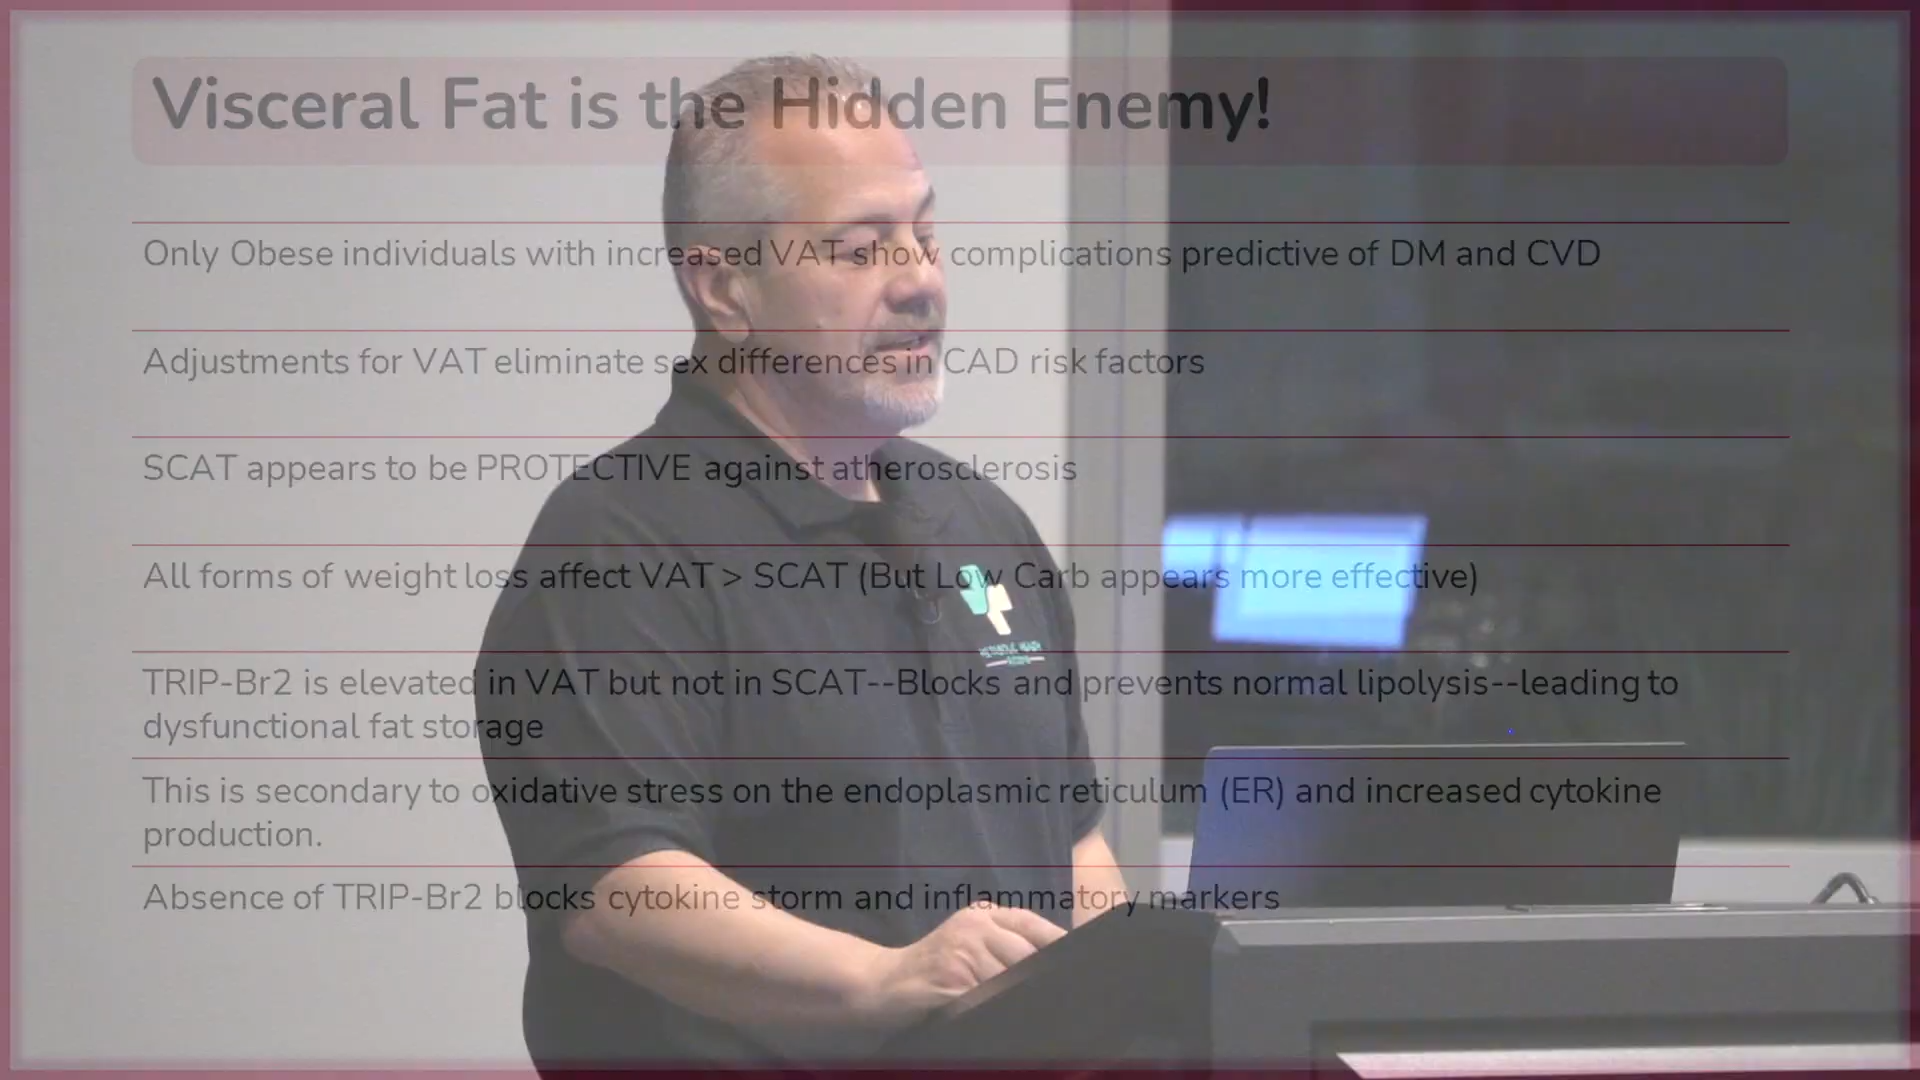 Visceral Fat is the Hidden Enemy!
Only Obese individuals with increased VAT show complications predictive of DM and CVD
Adjustments for VAT eliminate sex differences in CAD risk factors
SCAT appears to be PROTECTIVE against atherosclerosis
All forms of weight loss affect VAT > SCAT (But Low Carb appears more effective)
TRIP-Br2 is elevated in VAT but not in SCAT--Blocks and prevents normal lipolysis--leading to
dysfunctional fat storage
This is secondary to oxidative stress on the endoplasmic reticulum (ER) and increased cytokine
production.
Absence of TRIP-Br2 blocks cytokine storm and inflammatory markers